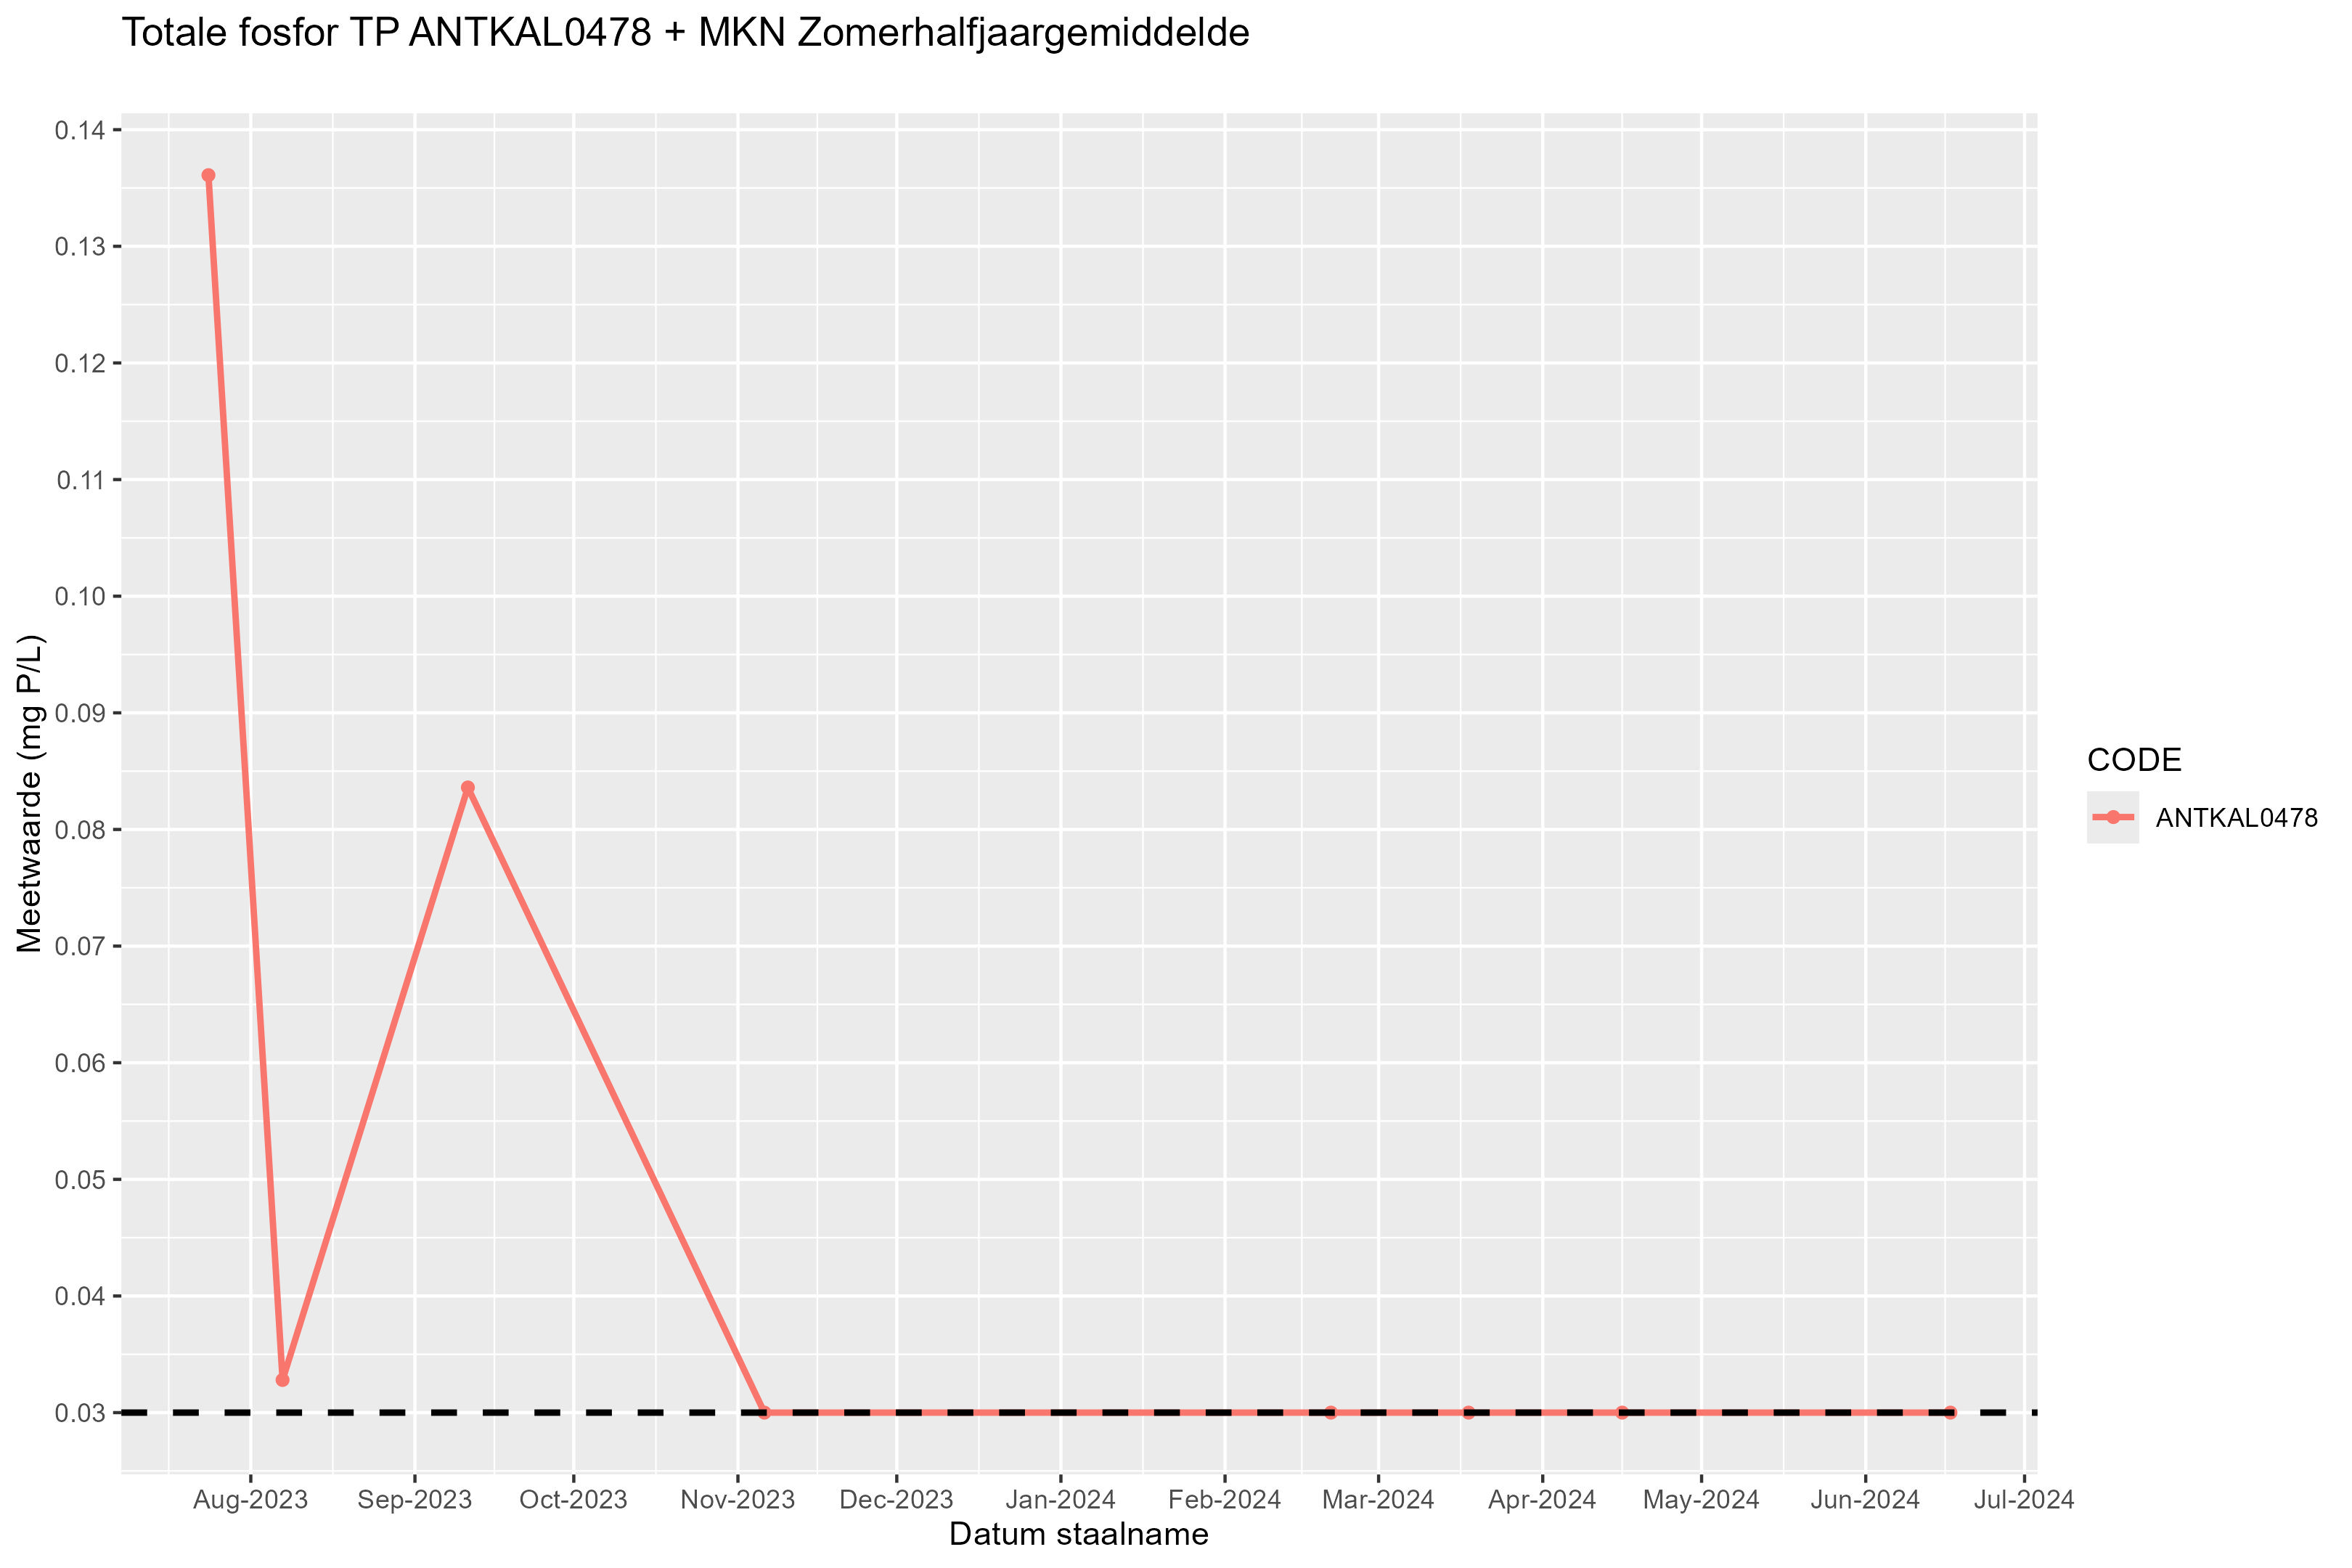 Totale fosfor TP ANTKAL0478 + MKN Zomerhalfjaargemiddelde
0.14
0.13
0.12
0.11
0.10
0.09
0.08
0.07
0.06
0.05
0.04
0.03
Meetwaarde (mg P/L)
Aug-2023 Sep-2023 Oct-2023 Nov-2023 Dec-2023 Jan-2024 Feb-2024 Mar-2024 Apr-2024 May-2024 Jun-2024 Jul-2024
Datum staalname
CODE
ANTKAL0478